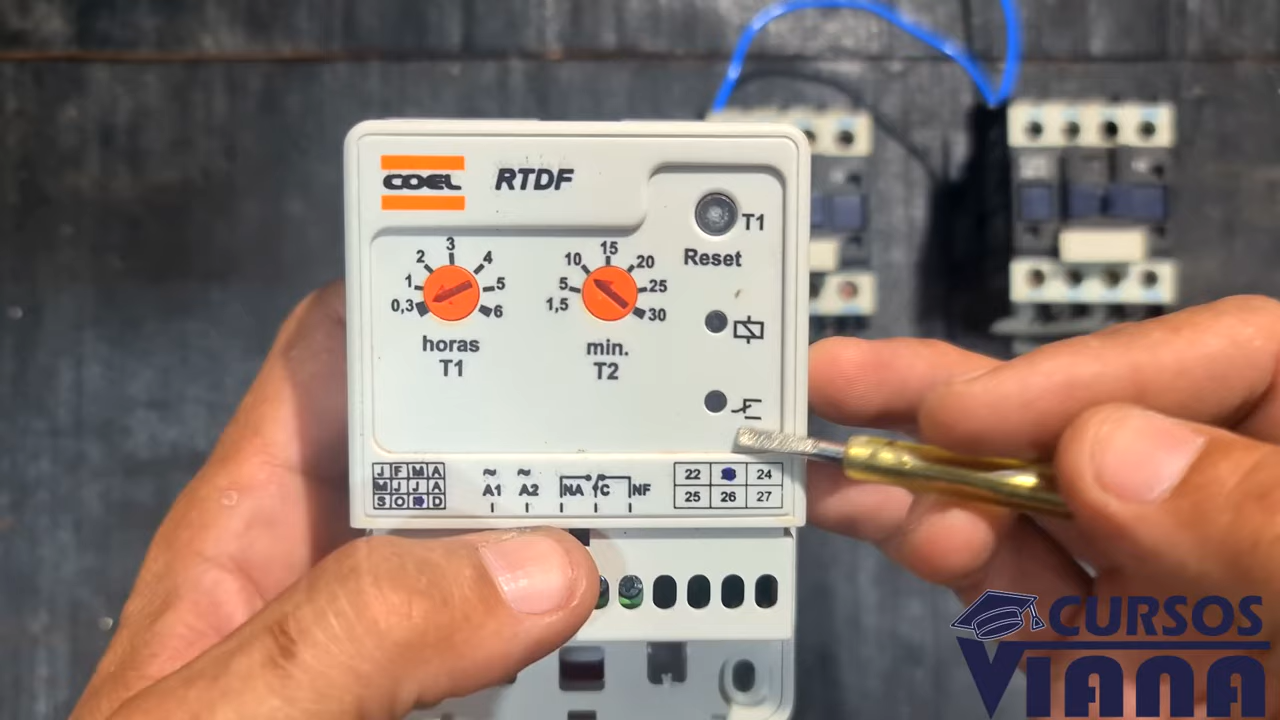 COEL RTDF
T1
Reset
0,3 1 2 3 4 5 6
horas
T1
1,5 5 10 15 20 25 30
min.
T2
J F M A
M J J A
S O D
~ ~
A1 A2 NA C NF
22 24
25 26 27
CURSOS
VIANA